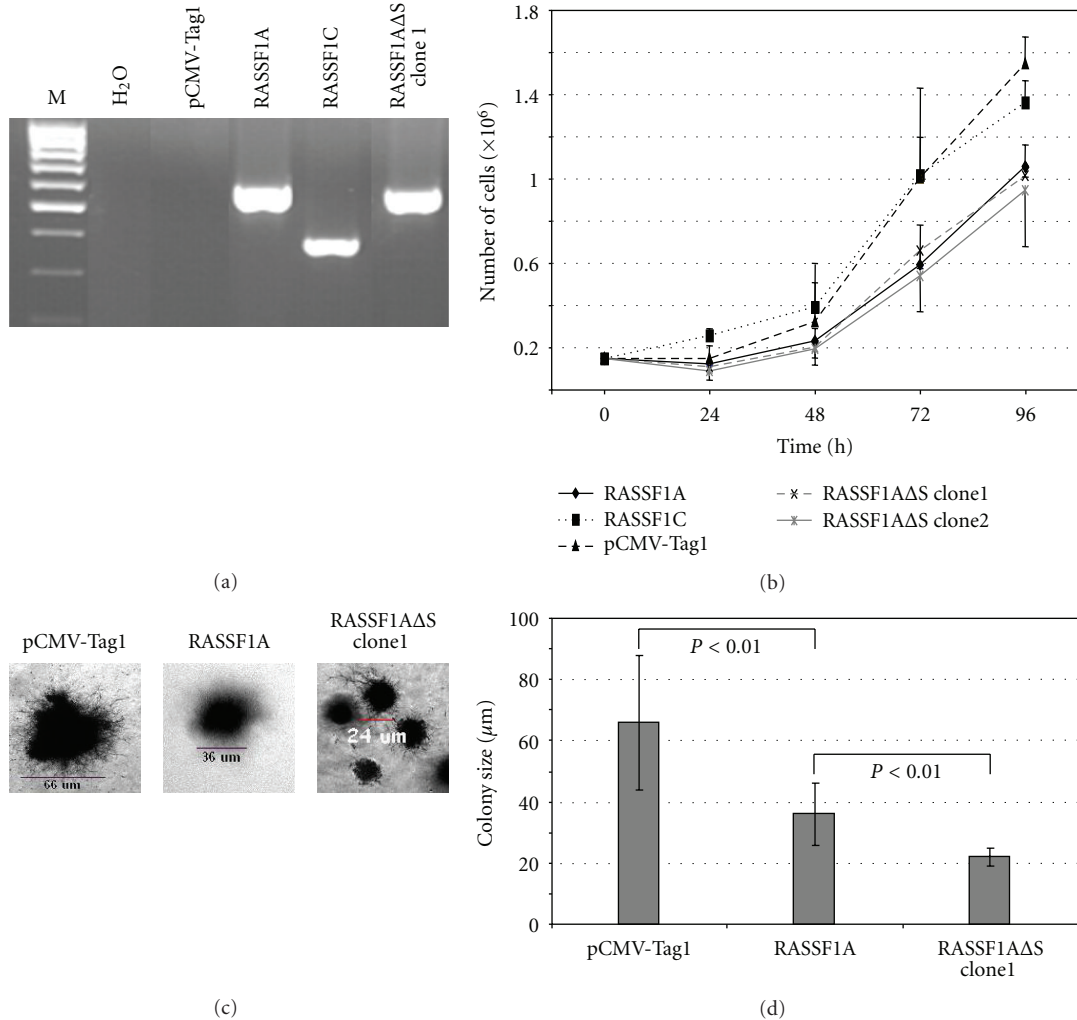 M
H₂O
pCMV-Tag1
RASSF1A
RASSF1C
RASSF1AΔS
clone 1
(a)
Number of cells (×10⁶)
1.8
1.4
1
0.6
0.2
0 24 48 72 96
Time (h)
RASSF1A
RASSF1C
pCMV-Tag1
RASSF1AΔS clone1
RASSF1AΔS clone2
(b)
pCMV-Tag1
66 um
RASSF1A
36 um
RASSF1AΔS
clone1
24 um
(c)
Colony size (μm)
100
80
60
40
20
0
P < 0.01
P < 0.01
pCMV-Tag1
RASSF1A
RASSF1AΔS
clone1
(d)